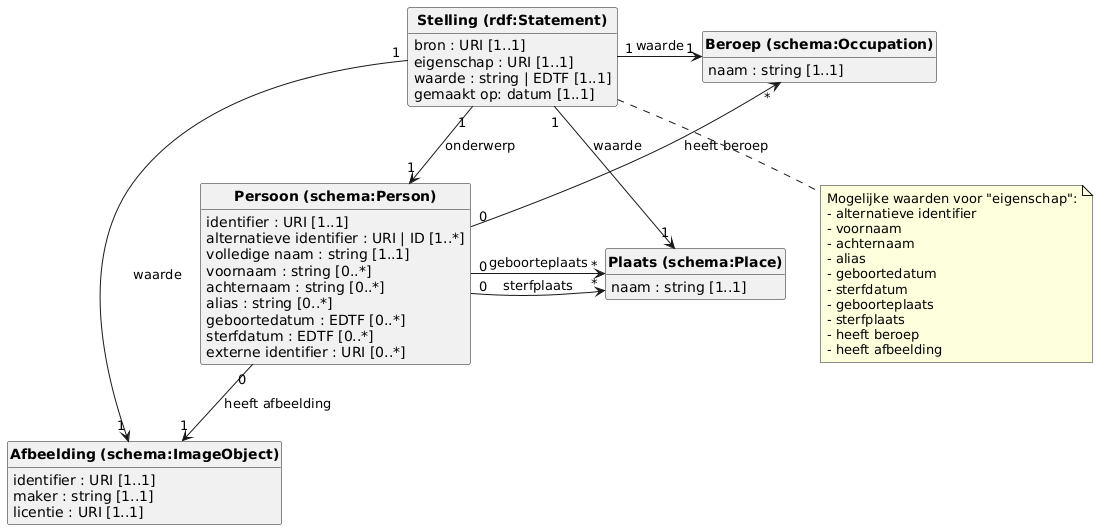 Stelling (rdf:Statement)
bron : URI [1..1]
eigenschap : URI [1..1]
waarde : string | EDTF [1..1]
gemaakt op: datum [1..1]
1
1
waarde
1
Beroep (schema:Occupation)
naam : string [1..1]
*
1
onderwerp
1
1
waarde
1
heeft beroep
0
Persoon (schema:Person)
identifier : URI [1..1]
alternatieve identifier : URI | ID [1..*]
volledige naam : string [1..1]
voornaam : string [0..*]
achternaam : string [0..*]
alias : string [0..*]
geboortedatum : EDTF [0..*]
sterfdatum : EDTF [0..*]
externe identifier : URI [0..*]
0
geboorteplaats
*
0
sterfplaats
*
Plaats (schema:Place)
naam : string [1..1]
Mogelijke waarden voor "eigenschap":
- alternatieve identifier
- voornaam
- achternaam
- alias
- geboortedatum
- sterfdatum
- geboorteplaats
- sterfplaats
- heeft beroep
- heeft afbeelding
waarde
1
0
heeft afbeelding
1
Afbeelding (schema:ImageObject)
identifier : URI [1..1]
maker : string [1..1]
licentie : URI [1..1]